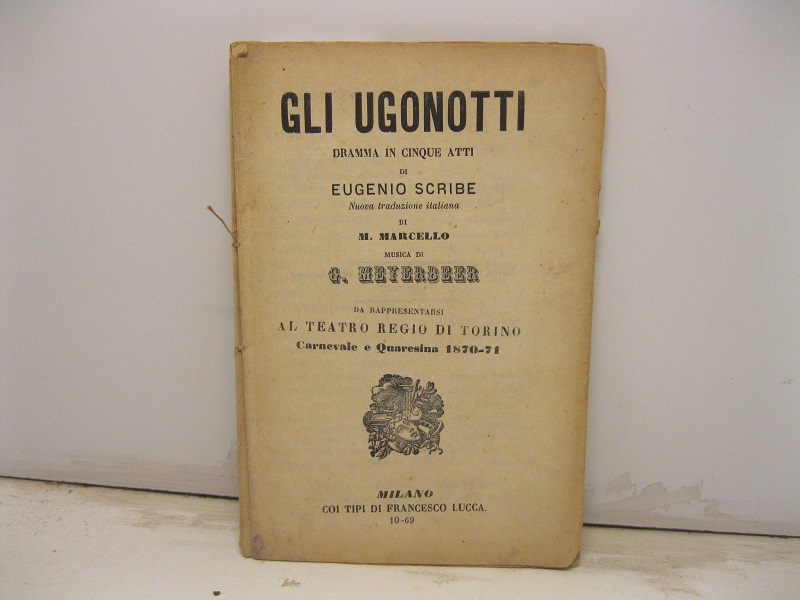 GLI UGONOTTI
DRAMMA IN CINQUE ATTI
DI
EUGENIO SCRIBE
Nuova traduzione italiana
DI
M. MARCELLO
MUSICA DI
G. MEYERBEER
DA RAPPRESENTARSI
AL TEATRO REGIO DI TORINO
Carnevale e Quaresima 1870-71
MILANO
COI TIPI DI FRANCESCO LUCCA.
10-69